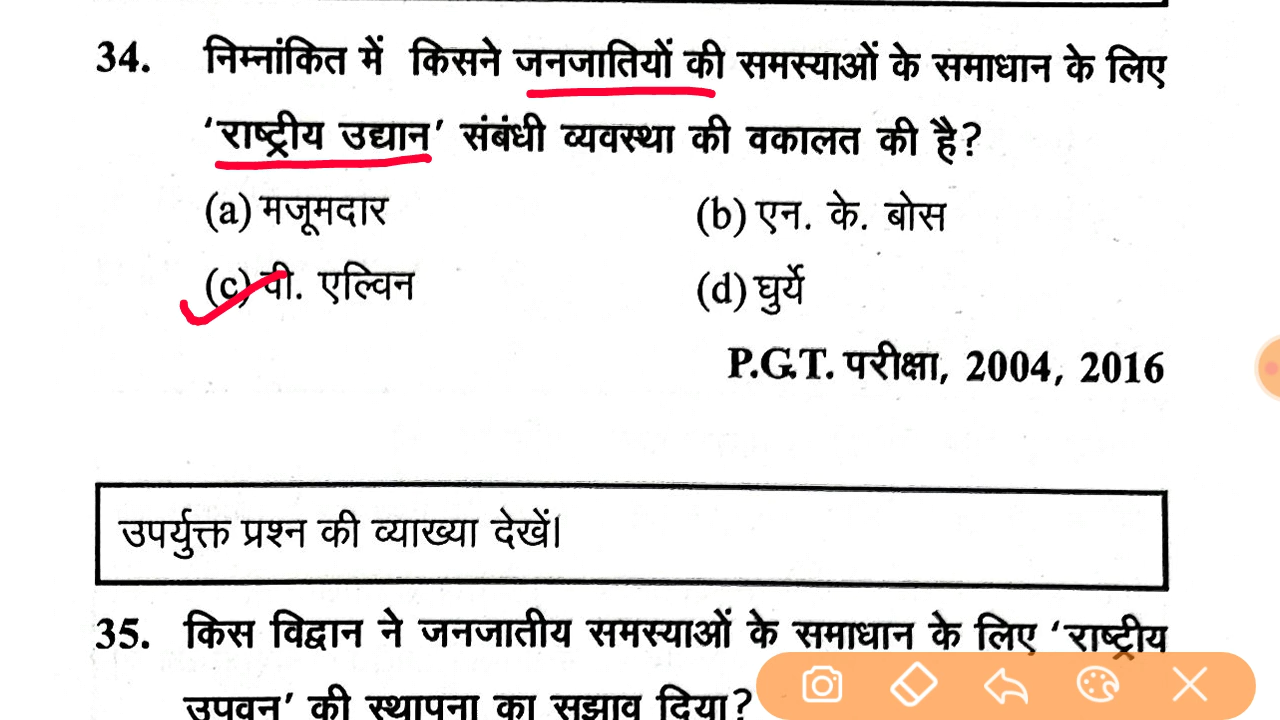 34. निम्नांकित में किसने जनजातियों की समस्याओं के समाधान के लिए
'राष्ट्रीय उद्यान' संबंधी व्यवस्था की वकालत की है?
(a) मजूमदार (b) एन. के. बोस
(c) वी. एल्विन (d) घुर्ये
P.G.T. परीक्षा, 2004, 2016
उपर्युक्त प्रश्न की व्याख्या देखें।
35. किस विद्वान ने जनजातीय समस्याओं के समाधान के लिए 'राष्ट्रीय
उपवन' की स्थापना का सुझाव दिया?